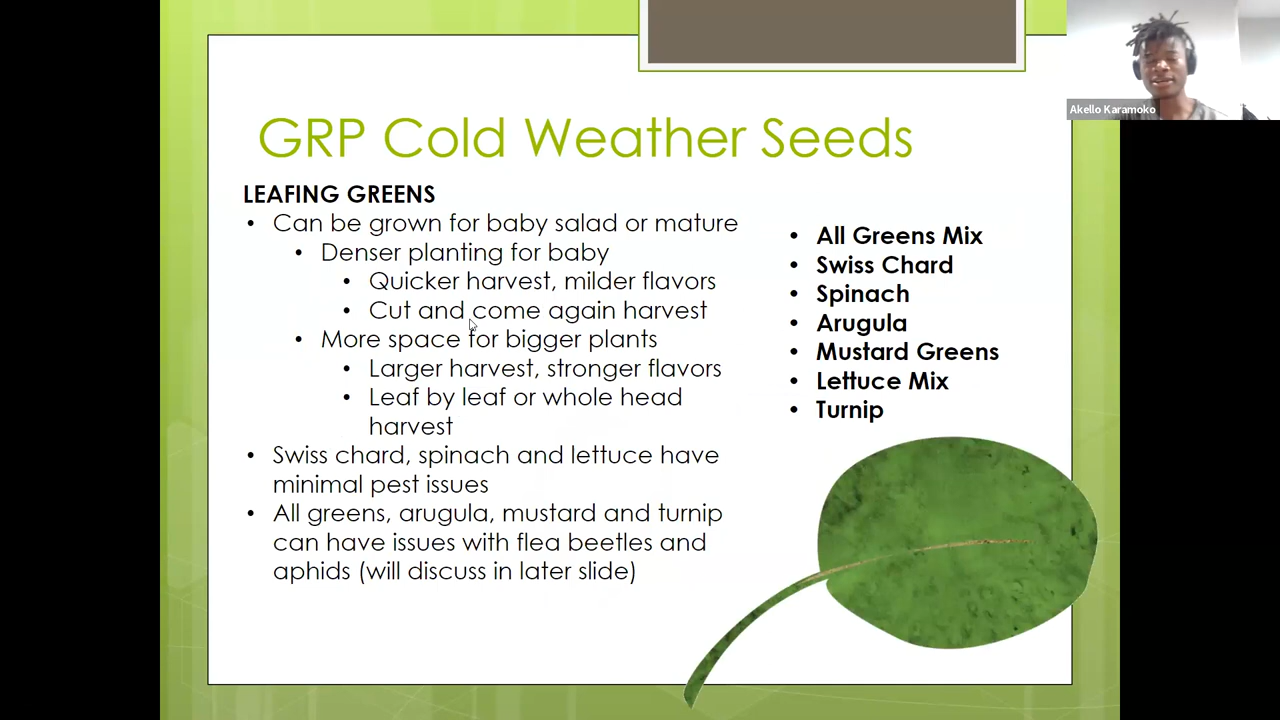 Akello Karamoko
GRP Cold Weather Seeds
LEAFING GREENS
• Can be grown for baby salad or mature
• Denser planting for baby
• Quicker harvest, milder flavors
• Cut and come again harvest
• More space for bigger plants
• Larger harvest, stronger flavors
• Leaf by leaf or whole head
harvest
• Swiss chard, spinach and lettuce have
minimal pest issues
• All greens, arugula, mustard and turnip
can have issues with flea beetles and
aphids (will discuss in later slide)
• All Greens Mix
• Swiss Chard
• Spinach
• Arugula
• Mustard Greens
• Lettuce Mix
• Turnip